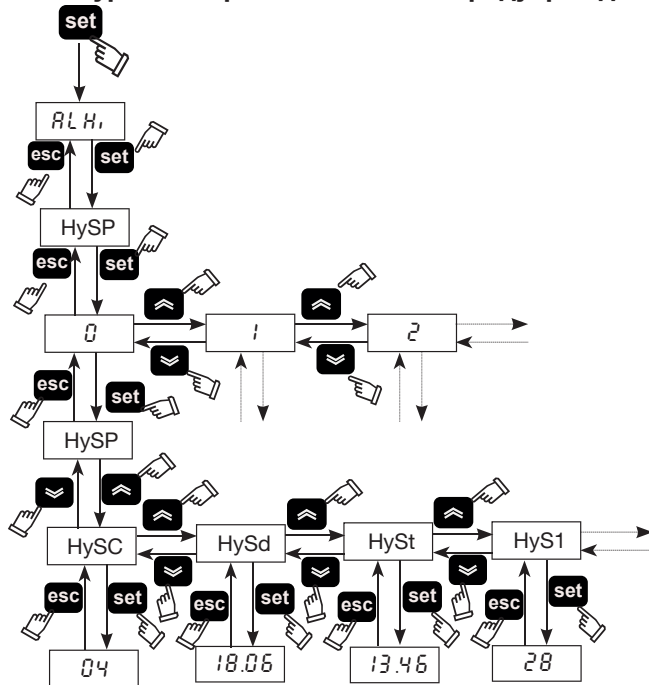 set
ALHi
esc set
HySP
esc set
0 1 2
esc set
HySP
HySC HySd HySt HyS1
esc set esc set esc set esc set
04 18.06 13.46 28